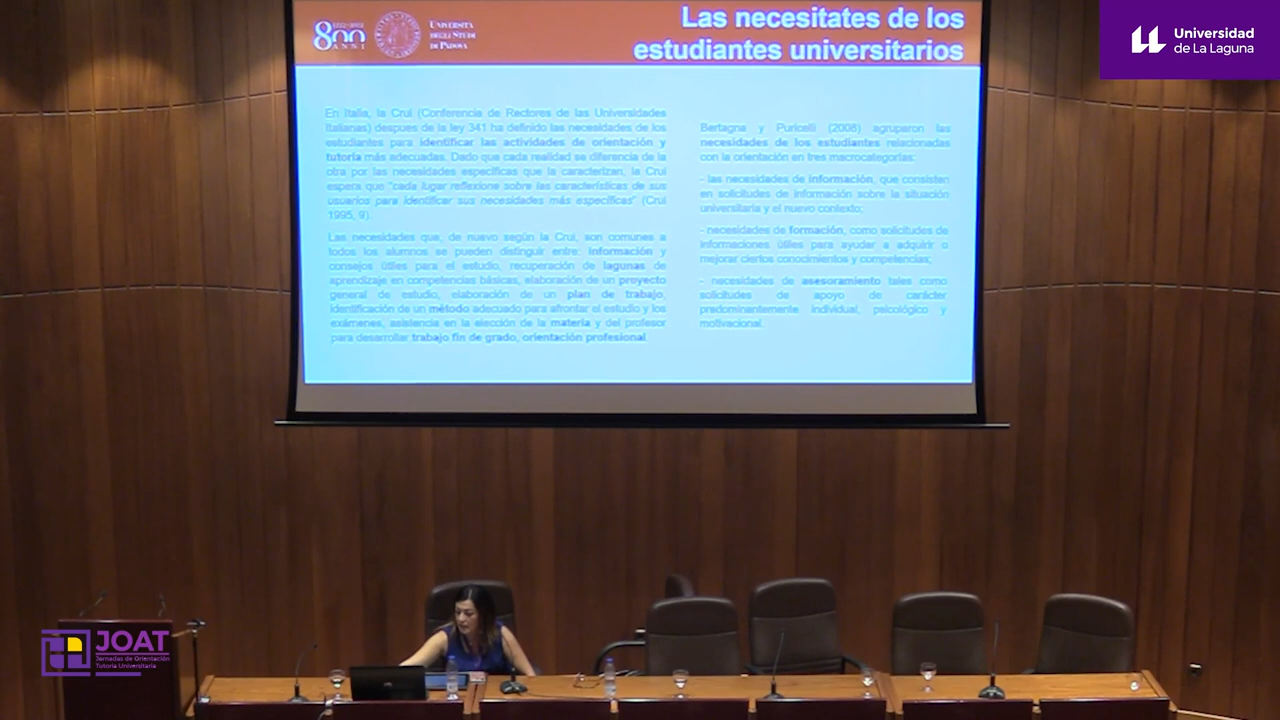 800
1222-2022
ANNI
UNIVERSITÀ
DEGLI STUDI
DI PADOVA
Las necesitates de los
estudiantes universitarios
Universidad
de La Laguna
En Italia, la Crui (Conferencia de Rectores de las Universidades
Italianas) despues de la ley 341 ha definido las necesidades de los
estudiantes para identificar las actividades de orientación y
tutoria más adecuadas. Dado que cada realidad se diferencia de la
otra por las necesidades específicas que la caracterizan, la Crui
espera que "cada lugar reflexione sobre las características de sus
usuarios para identificar sus necesidades más específicas" (Crui
1995, 9).
Las necesidades que, de nuevo según la Crui, son comunes a
todos los alumnos se pueden distinguir entre: información y
consejos útiles para el estudio, recuperación de lagunas de
aprendizaje en competencias básicas, elaboración de un proyecto
general de estudio, elaboración de un plan de trabajo,
identificación de un método adecuado para afrontar el estudio y los
exámenes, asistencia en la elección de la materia y del profesor
para desarrollar trabajo fin de grado, orientación profesional.
Bertagna y Puricelli (2008) agruparon las
necesidades de los estudiantes relacionadas
con la orientación en tres macrocategorías:
- las necesidades de información, que consisten
en solicitudes de información sobre la situación
universitaria y el nuevo contexto;
- necesidades de formación, como solicitudes de
informaciones ùtiles para ayudar a adquirir o
mejorar ciertos conocimientos y competencias;
- necesidades de asesoramiento tales como
solicitudes de apoyo de carácter
predominantemente individual, psicológico y
motivacional.
JOAT
Jornadas de Orientación
Tutoría Universitaria